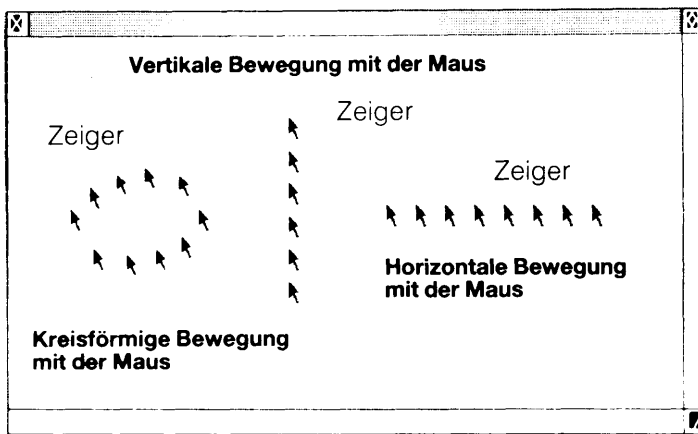 Vertikale Bewegung mit der Maus
Zeiger
Zeiger
Zeiger
Horizontale Bewegung
mit der Maus
Kreisförmige Bewegung
mit der Maus